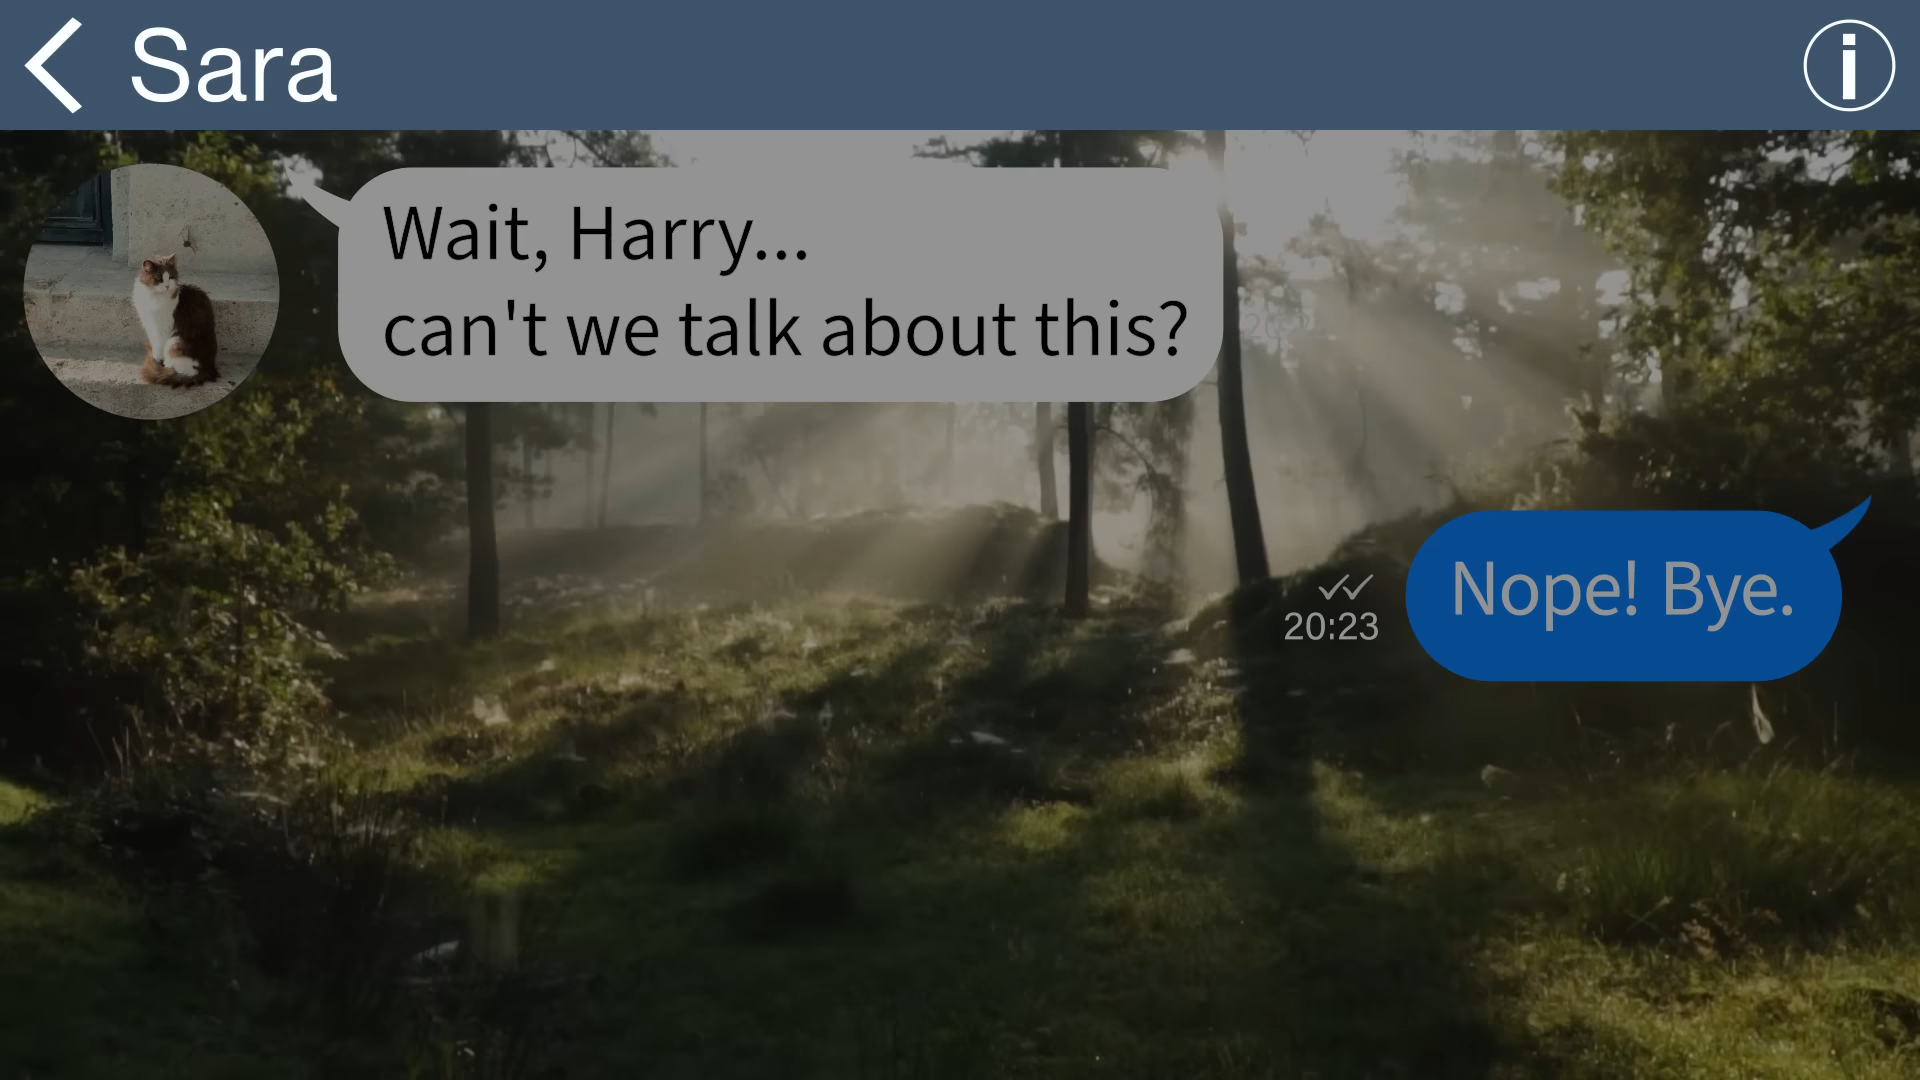 Sara
Wait, Harry...
can't we talk about this?
Nope! Bye.
20:23